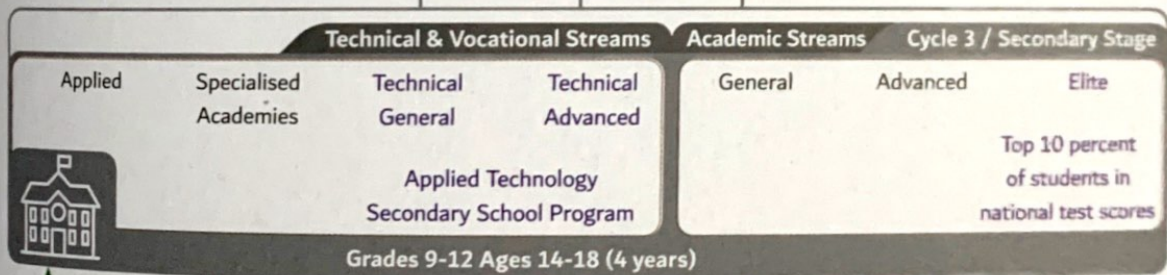 Technical & Vocational Streams
Academic Streams
Cycle 3 / Secondary Stage
Applied
Specialised
Academies
Technical
General
Technical
Advanced
Applied Technology
Secondary School Program
General
Advanced
Elite
Top 10 percent
of students in
national test scores
Grades 9-12 Ages 14-18 (4 years)